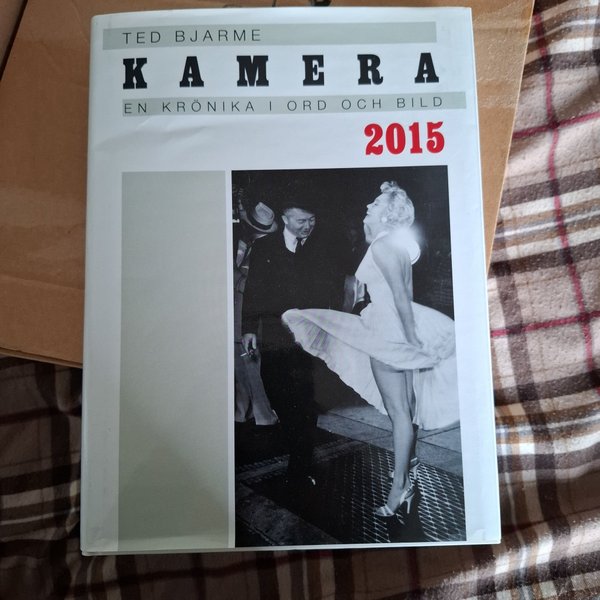 TED BJARME
KAMERA
EN KRÖNIKA I ORD OCH BILD
2015